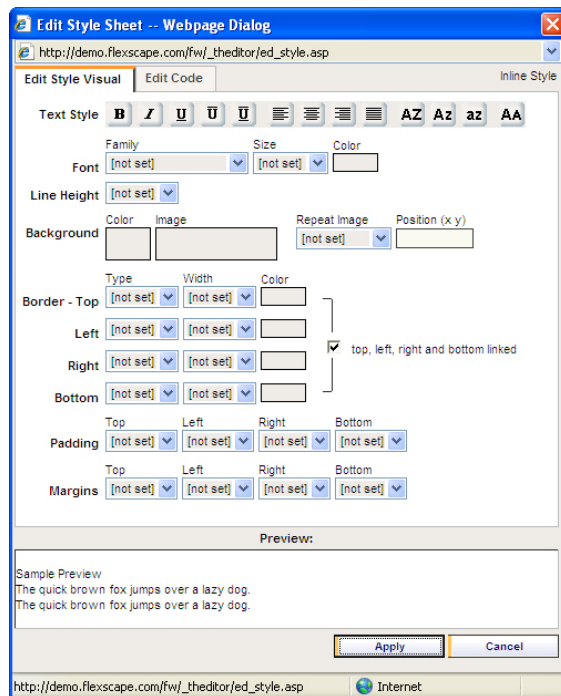 Edit Style Sheet -- Webpage Dialog
http://demo.flexscape.com/fw/_theditor/ed_style.asp
Edit Style Visual Edit Code Inline Style
Text Style B I U U U AZ Az az AA
Family Size Color
Font [not set] [not set]
Line Height [not set]
Color Image Repeat Image Position (x y)
Background [not set]
Type Width Color
Border - Top [not set] [not set]
Left [not set] [not set]
top, left, right and bottom linked
Right [not set] [not set]
Bottom [not set] [not set]
Top Left Right Bottom
Padding [not set] [not set] [not set] [not set]
Top Left Right Bottom
Margins [not set] [not set] [not set] [not set]
Preview:
Sample Preview
The quick brown fox jumps over a lazy dog.
The quick brown fox jumps over a lazy dog.
Apply Cancel
http://demo.flexscape.com/fw/_theditor/ed_style.asp Internet